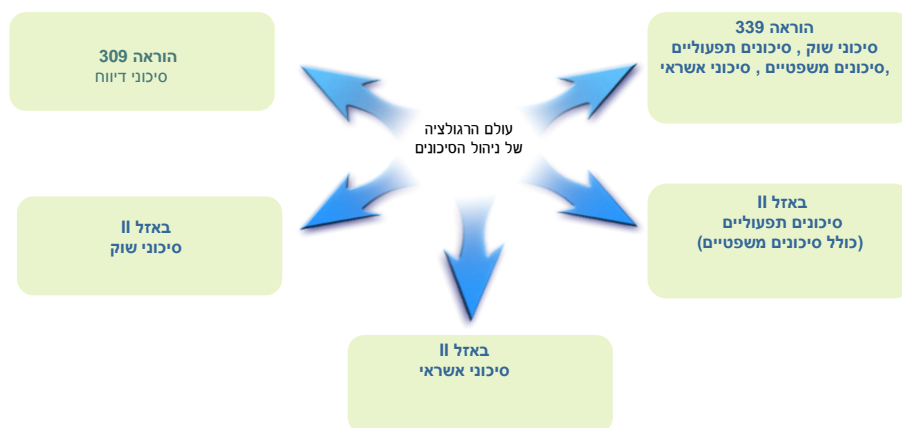 הוראה 339
סיכוני שוק , סיכונים תפעוליים
,סיכונים משפטיים , סיכוני אשראי
הוראה 309
סיכוני דיווח
עולם הרגולציה
של ניהול הסיכונים
באזל II
סיכונים תפעוליים
(כולל סיכונים משפטיים)
באזל II
סיכוני שוק
באזל II
סיכוני אשראי